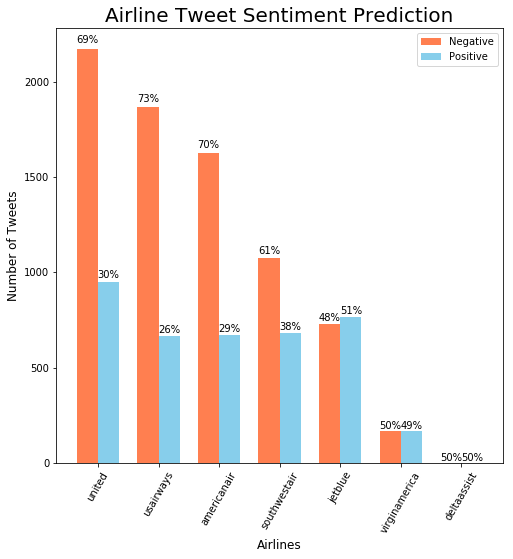 Airline Tweet Sentiment Prediction
Negative
Positive
Number of Tweets
2000
1500
1000
500
0
69%
30%
73%
26%
70%
29%
61%
38%
48%
51%
50%
49%
50%
50%
united
usairways
americanair
southwestair
jetblue
virginamerica
deltaassist
Airlines